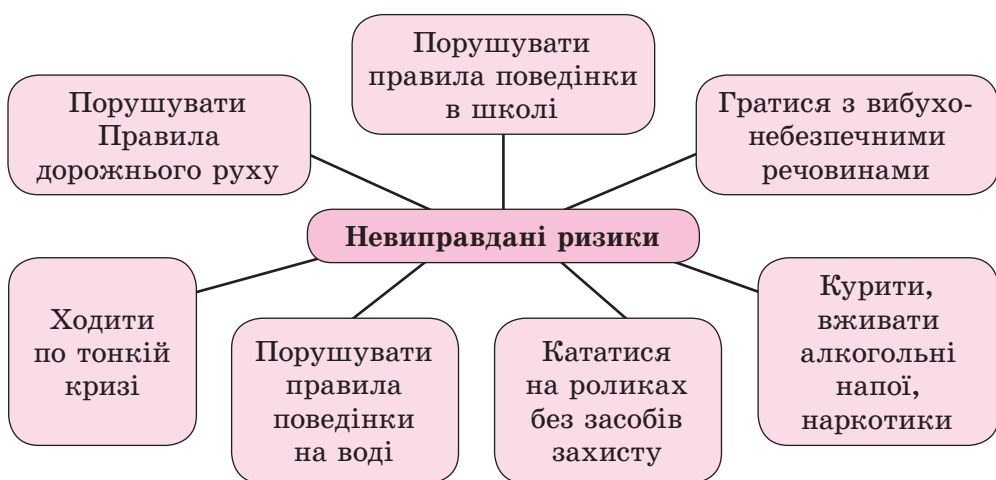 Порушувати
правила поведінки
в школі
Порушувати
Правила
дорожнього руху
Гратися з вибухо-
небезпечними
речовинами
Невиправдані ризики
Ходити
по тонкій
кризі
Порушувати
правила
поведінки
на воді
Кататися
на роликах
без засобів
захисту
Курити,
вживати
алкогольні
напої,
наркотики